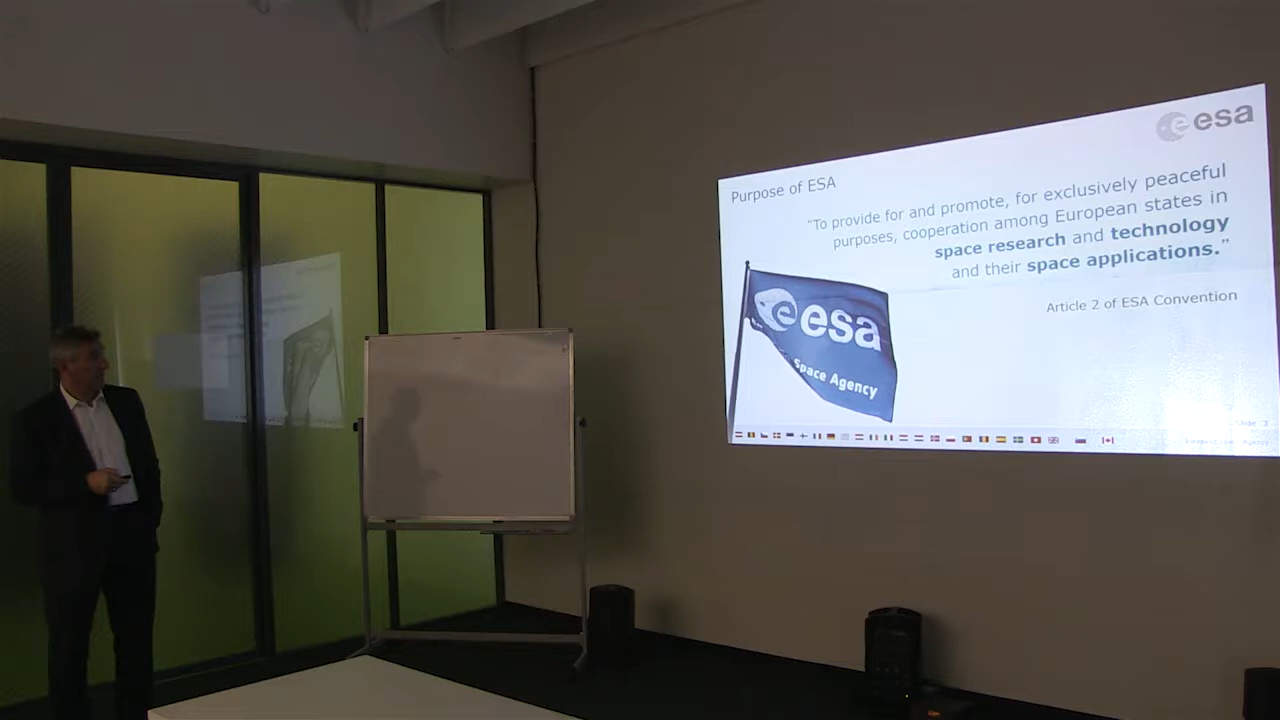 esa
Purpose of ESA
"To provide for and promote, for exclusively peaceful
purposes, cooperation among European states in
space research and technology
and their space applications."
Article 2 of ESA Convention
esa
Space Agency